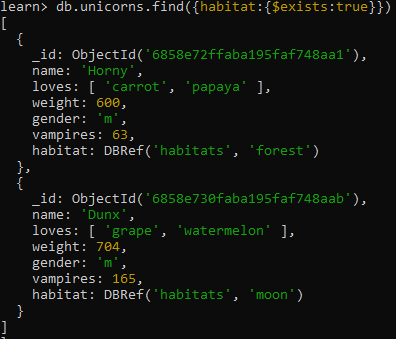 learn> db.unicorns.find({habitat:{$exists:true}})
[
  {
    _id: ObjectId('6858e72ffaba195faf748aa1'),
    name: 'Horny',
    loves: [ 'carrot', 'papaya' ],
    weight: 600,
    gender: 'm',
    vampires: 63,
    habitat: DBRef('habitats', 'forest')
  },
  {
    _id: ObjectId('6858e730faba195faf748aab'),
    name: 'Dunx',
    loves: [ 'grape', 'watermelon' ],
    weight: 704,
    gender: 'm',
    vampires: 165,
    habitat: DBRef('habitats', 'moon')
  }
]